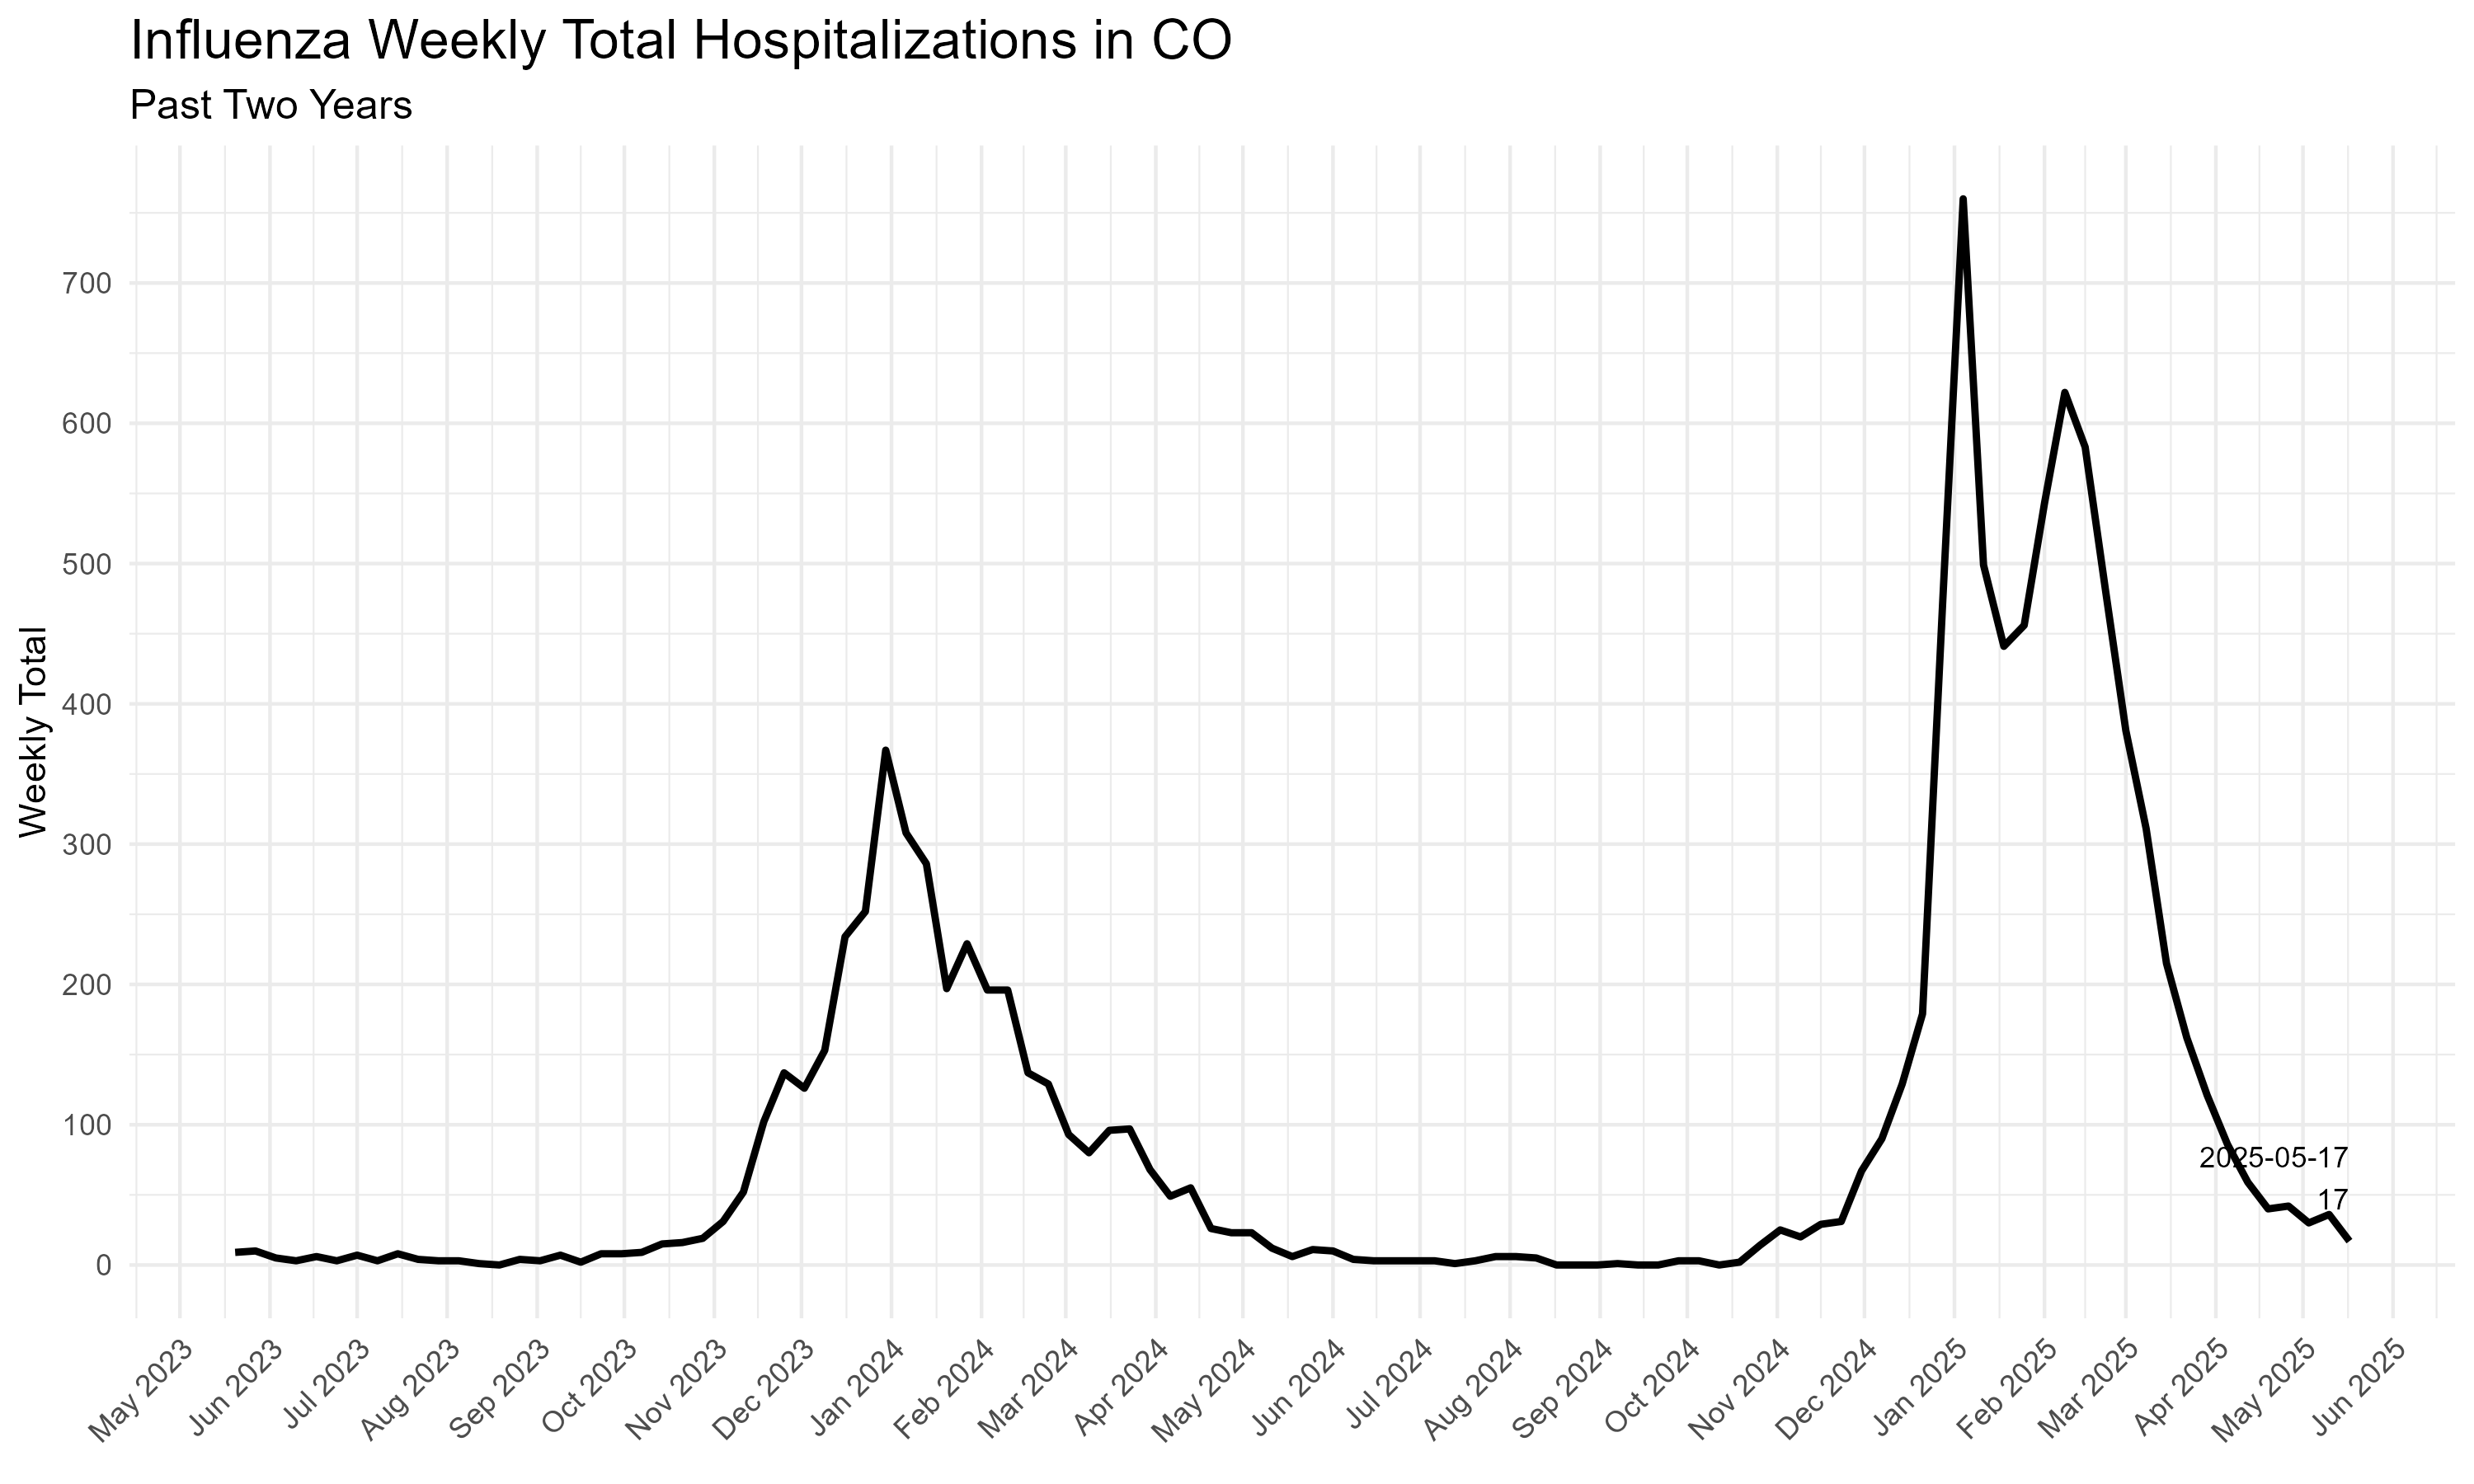 Influenza Weekly Total Hospitalizations in CO
Past Two Years
Weekly Total
700
600
500
400
300
200
100
0
2025-05-17
17
May 2023
Jun 2023
Jul 2023
Aug 2023
Sep 2023
Oct 2023
Nov 2023
Dec 2023
Jan 2024
Feb 2024
Mar 2024
Apr 2024
May 2024
Jun 2024
Jul 2024
Aug 2024
Sep 2024
Oct 2024
Nov 2024
Dec 2024
Jan 2025
Feb 2025
Mar 2025
Apr 2025
May 2025
Jun 2025